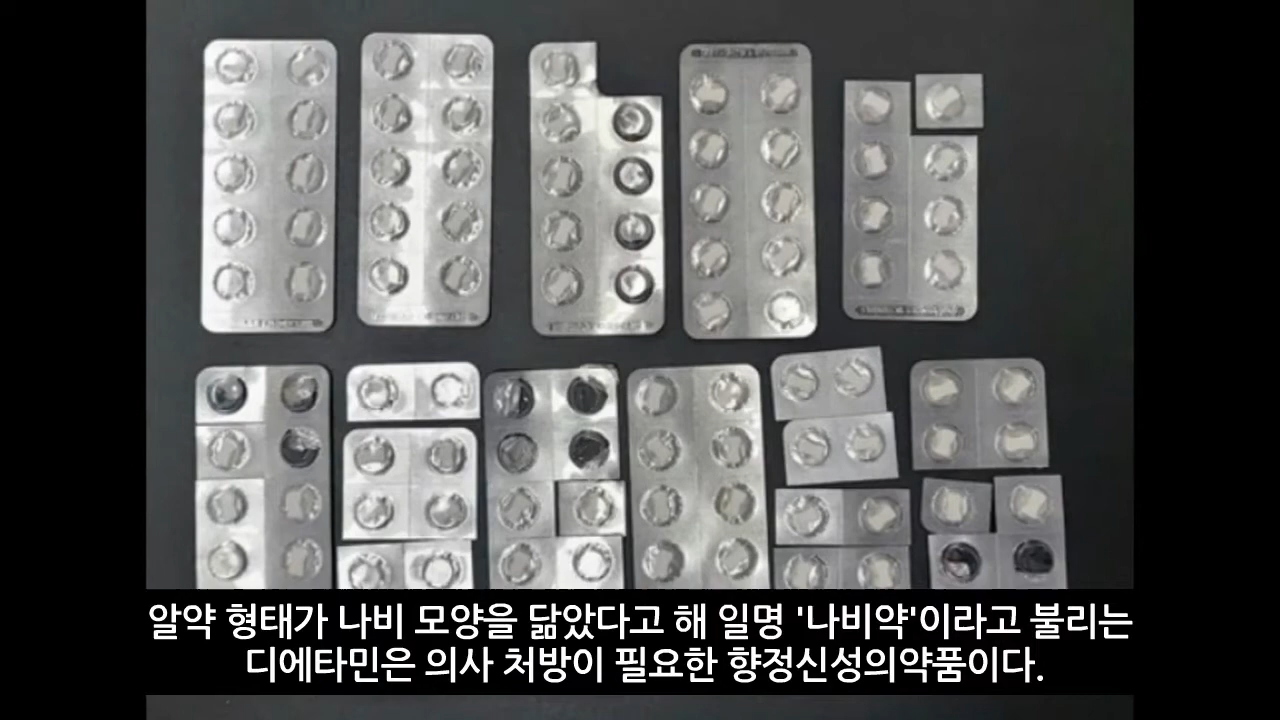 알약 형태가 나비 모양을 닮았다고 해 일명 '나비약'이라고 불리는
디에타민은 의사 처방이 필요한 향정신성의약품이다.